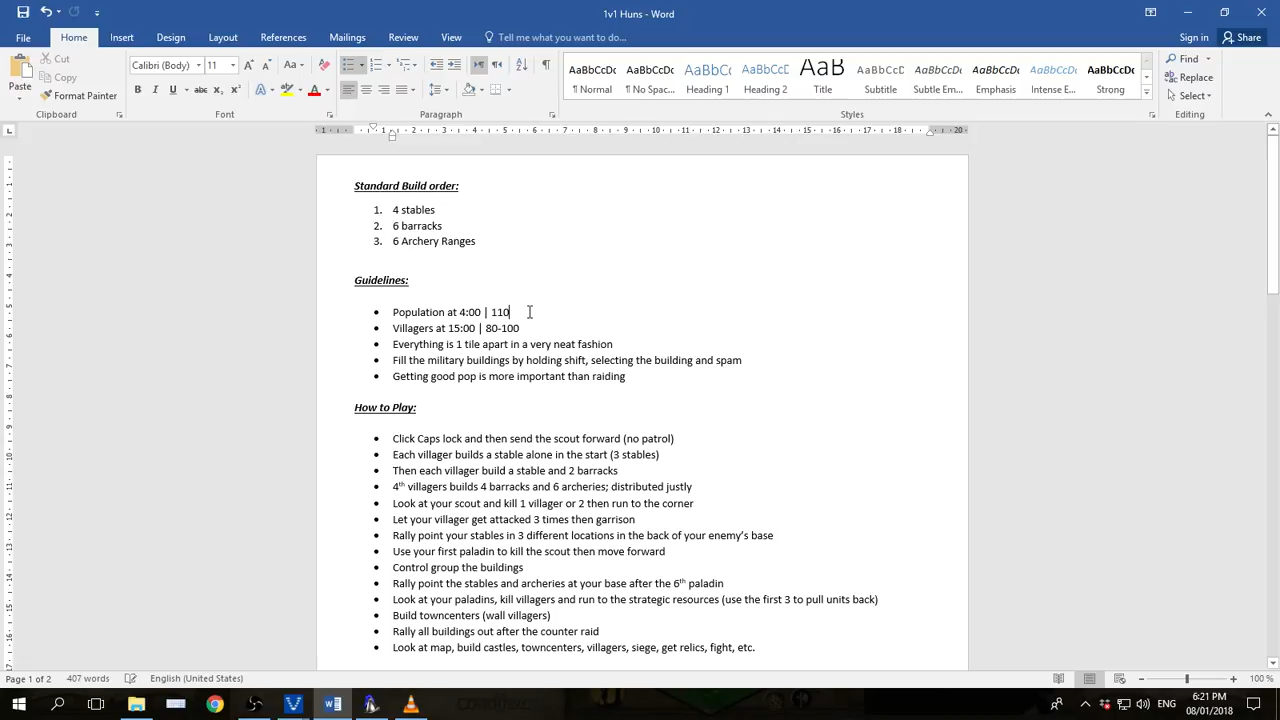 1v1 Huns - Word
File Home Insert Design Layout References Mailings Review View Tell me what you want to do... Sign in Share
Cut
Copy
Format Painter
Paste
Calibri (Body) 11
Find
Replace
Select
AaBbCcDc AaBbCcDc AaBbCc AaBbCcD AaB AaBbCcD AaBbCcDc AaBbCcDc AaBbCcDc AaBbCcDc
¶ Normal ¶ No Spac... Heading 1 Heading 2 Title Subtitle Subtle Em... Emphasis Intense E... Strong
Clipboard Font Paragraph Styles Editing
Standard Build order:
1. 4 stables
2. 6 barracks
3. 6 Archery Ranges
Guidelines:
• Population at 4:00 | 110
• Villagers at 15:00 | 80-100
• Everything is 1 tile apart in a very neat fashion
• Fill the military buildings by holding shift, selecting the building and spam
• Getting good pop is more important than raiding
How to Play:
• Click Caps lock and then send the scout forward (no patrol)
• Each villager builds a stable alone in the start (3 stables)
• Then each villager build a stable and 2 barracks
• 4th villagers builds 4 barracks and 6 archeries; distributed justly
• Look at your scout and kill 1 villager or 2 then run to the corner
• Let your villager get attacked 3 times then garrison
• Rally point your stables in 3 different locations in the back of your enemy's base
• Use your first paladin to kill the scout then move forward
• Control group the buildings
• Rally point the stables and archeries at your base after the 6th paladin
• Look at your paladins, kill villagers and run to the strategic resources (use the first 3 to pull units back)
• Build towncenters (wall villagers)
• Rally all buildings out after the counter raid
• Look at map, build castles, towncenters, villagers, siege, get relics, fight, etc.
Page 1 of 2 407 words English (United States) 100 %
ENG 6:21 PM
08/01/2018